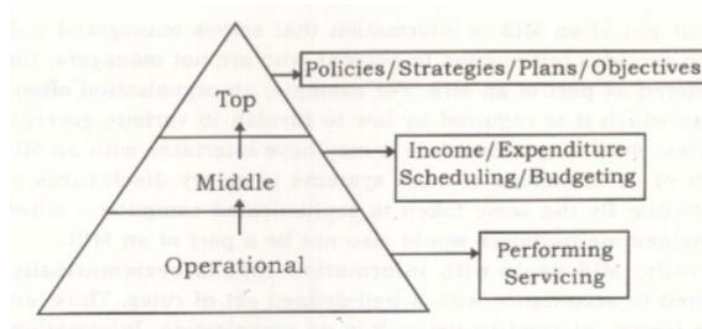 Top
Middle
Operational
Policies/Strategies/Plans/Objectives
Income/Expenditure
Scheduling/Budgeting
Performing
Servicing